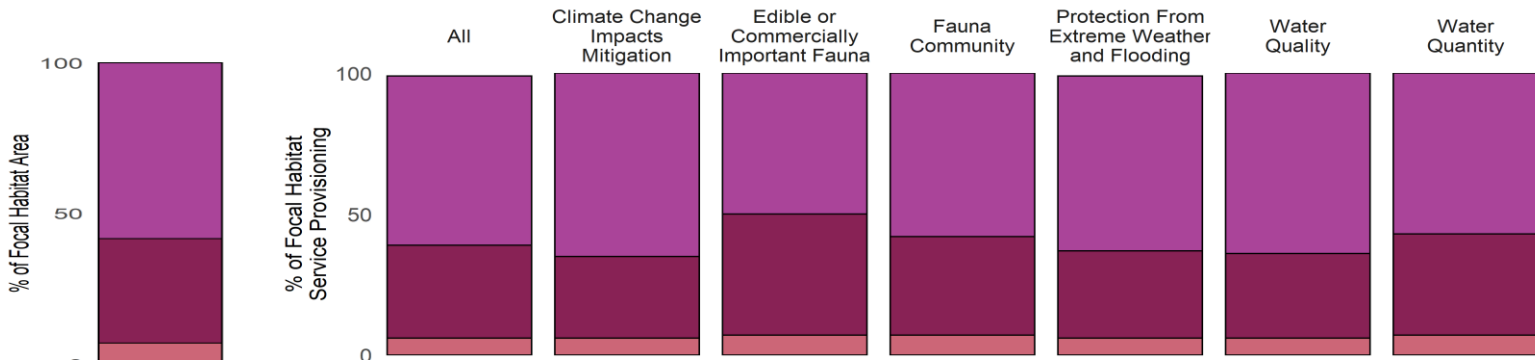 % of Focal Habitat Area
100
50
% of Focal Habitat
Service Provisioning
100
50
0
All
Climate Change
Impacts
Mitigation
Edible or
Commercially
Important Fauna
Fauna
Community
Protection From
Extreme Weather
and Flooding
Water
Quality
Water
Quantity